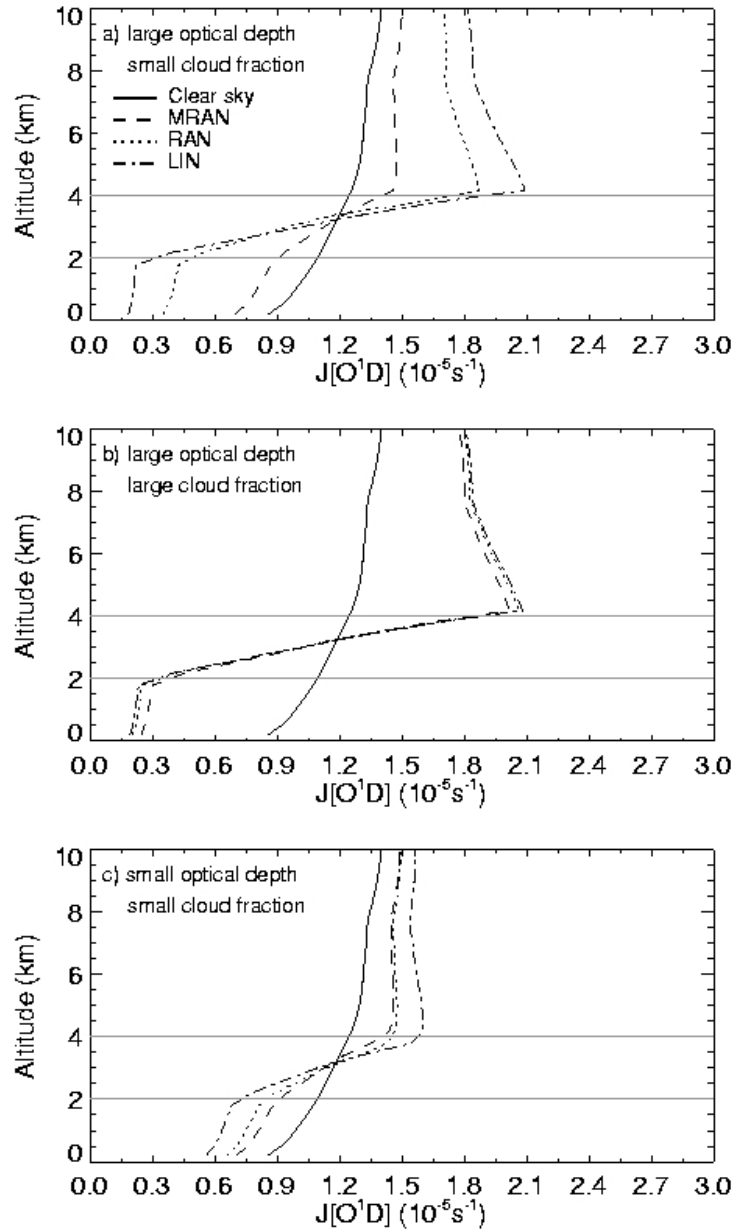 a) large optical depth
small cloud fraction
Clear sky
MRAN
RAN
LIN
10
8
6
4
2
0
Altitude (km)
0.0 0.3 0.6 0.9 1.2 1.5 1.8 2.1 2.4 2.7 3.0
J[O¹D] (10⁻⁵s⁻¹)
b) large optical depth
large cloud fraction
10
8
6
4
2
0
Altitude (km)
0.0 0.3 0.6 0.9 1.2 1.5 1.8 2.1 2.4 2.7 3.0
J[O¹D] (10⁻⁵s⁻¹)
c) small optical depth
small cloud fraction
10
8
6
4
2
0
Altitude (km)
0.0 0.3 0.6 0.9 1.2 1.5 1.8 2.1 2.4 2.7 3.0
J[O¹D] (10⁻⁵s⁻¹)